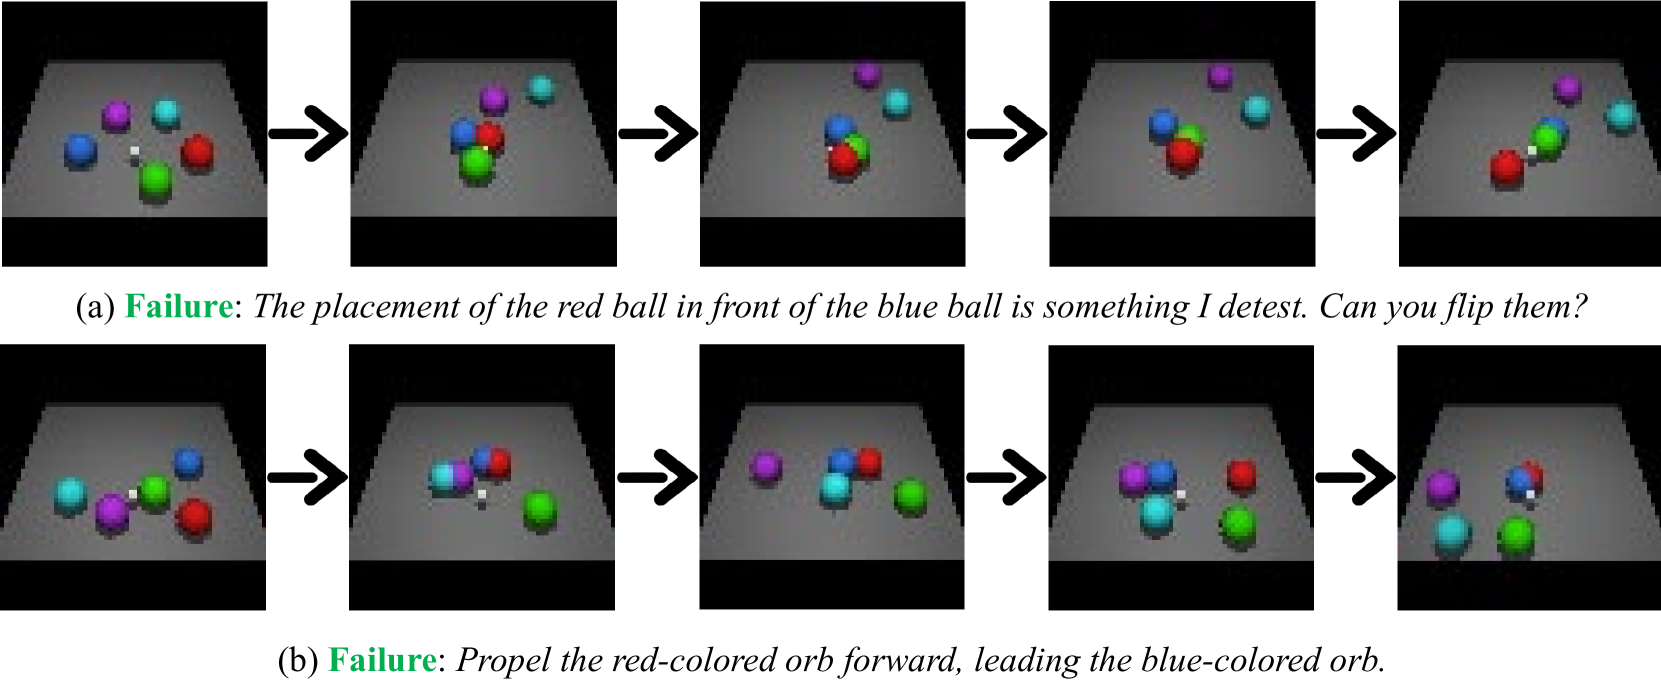 (a) Failure: The placement of the red ball in front of the blue ball is something I detest. Can you flip them?
(b) Failure: Propel the red-colored orb forward, leading the blue-colored orb.